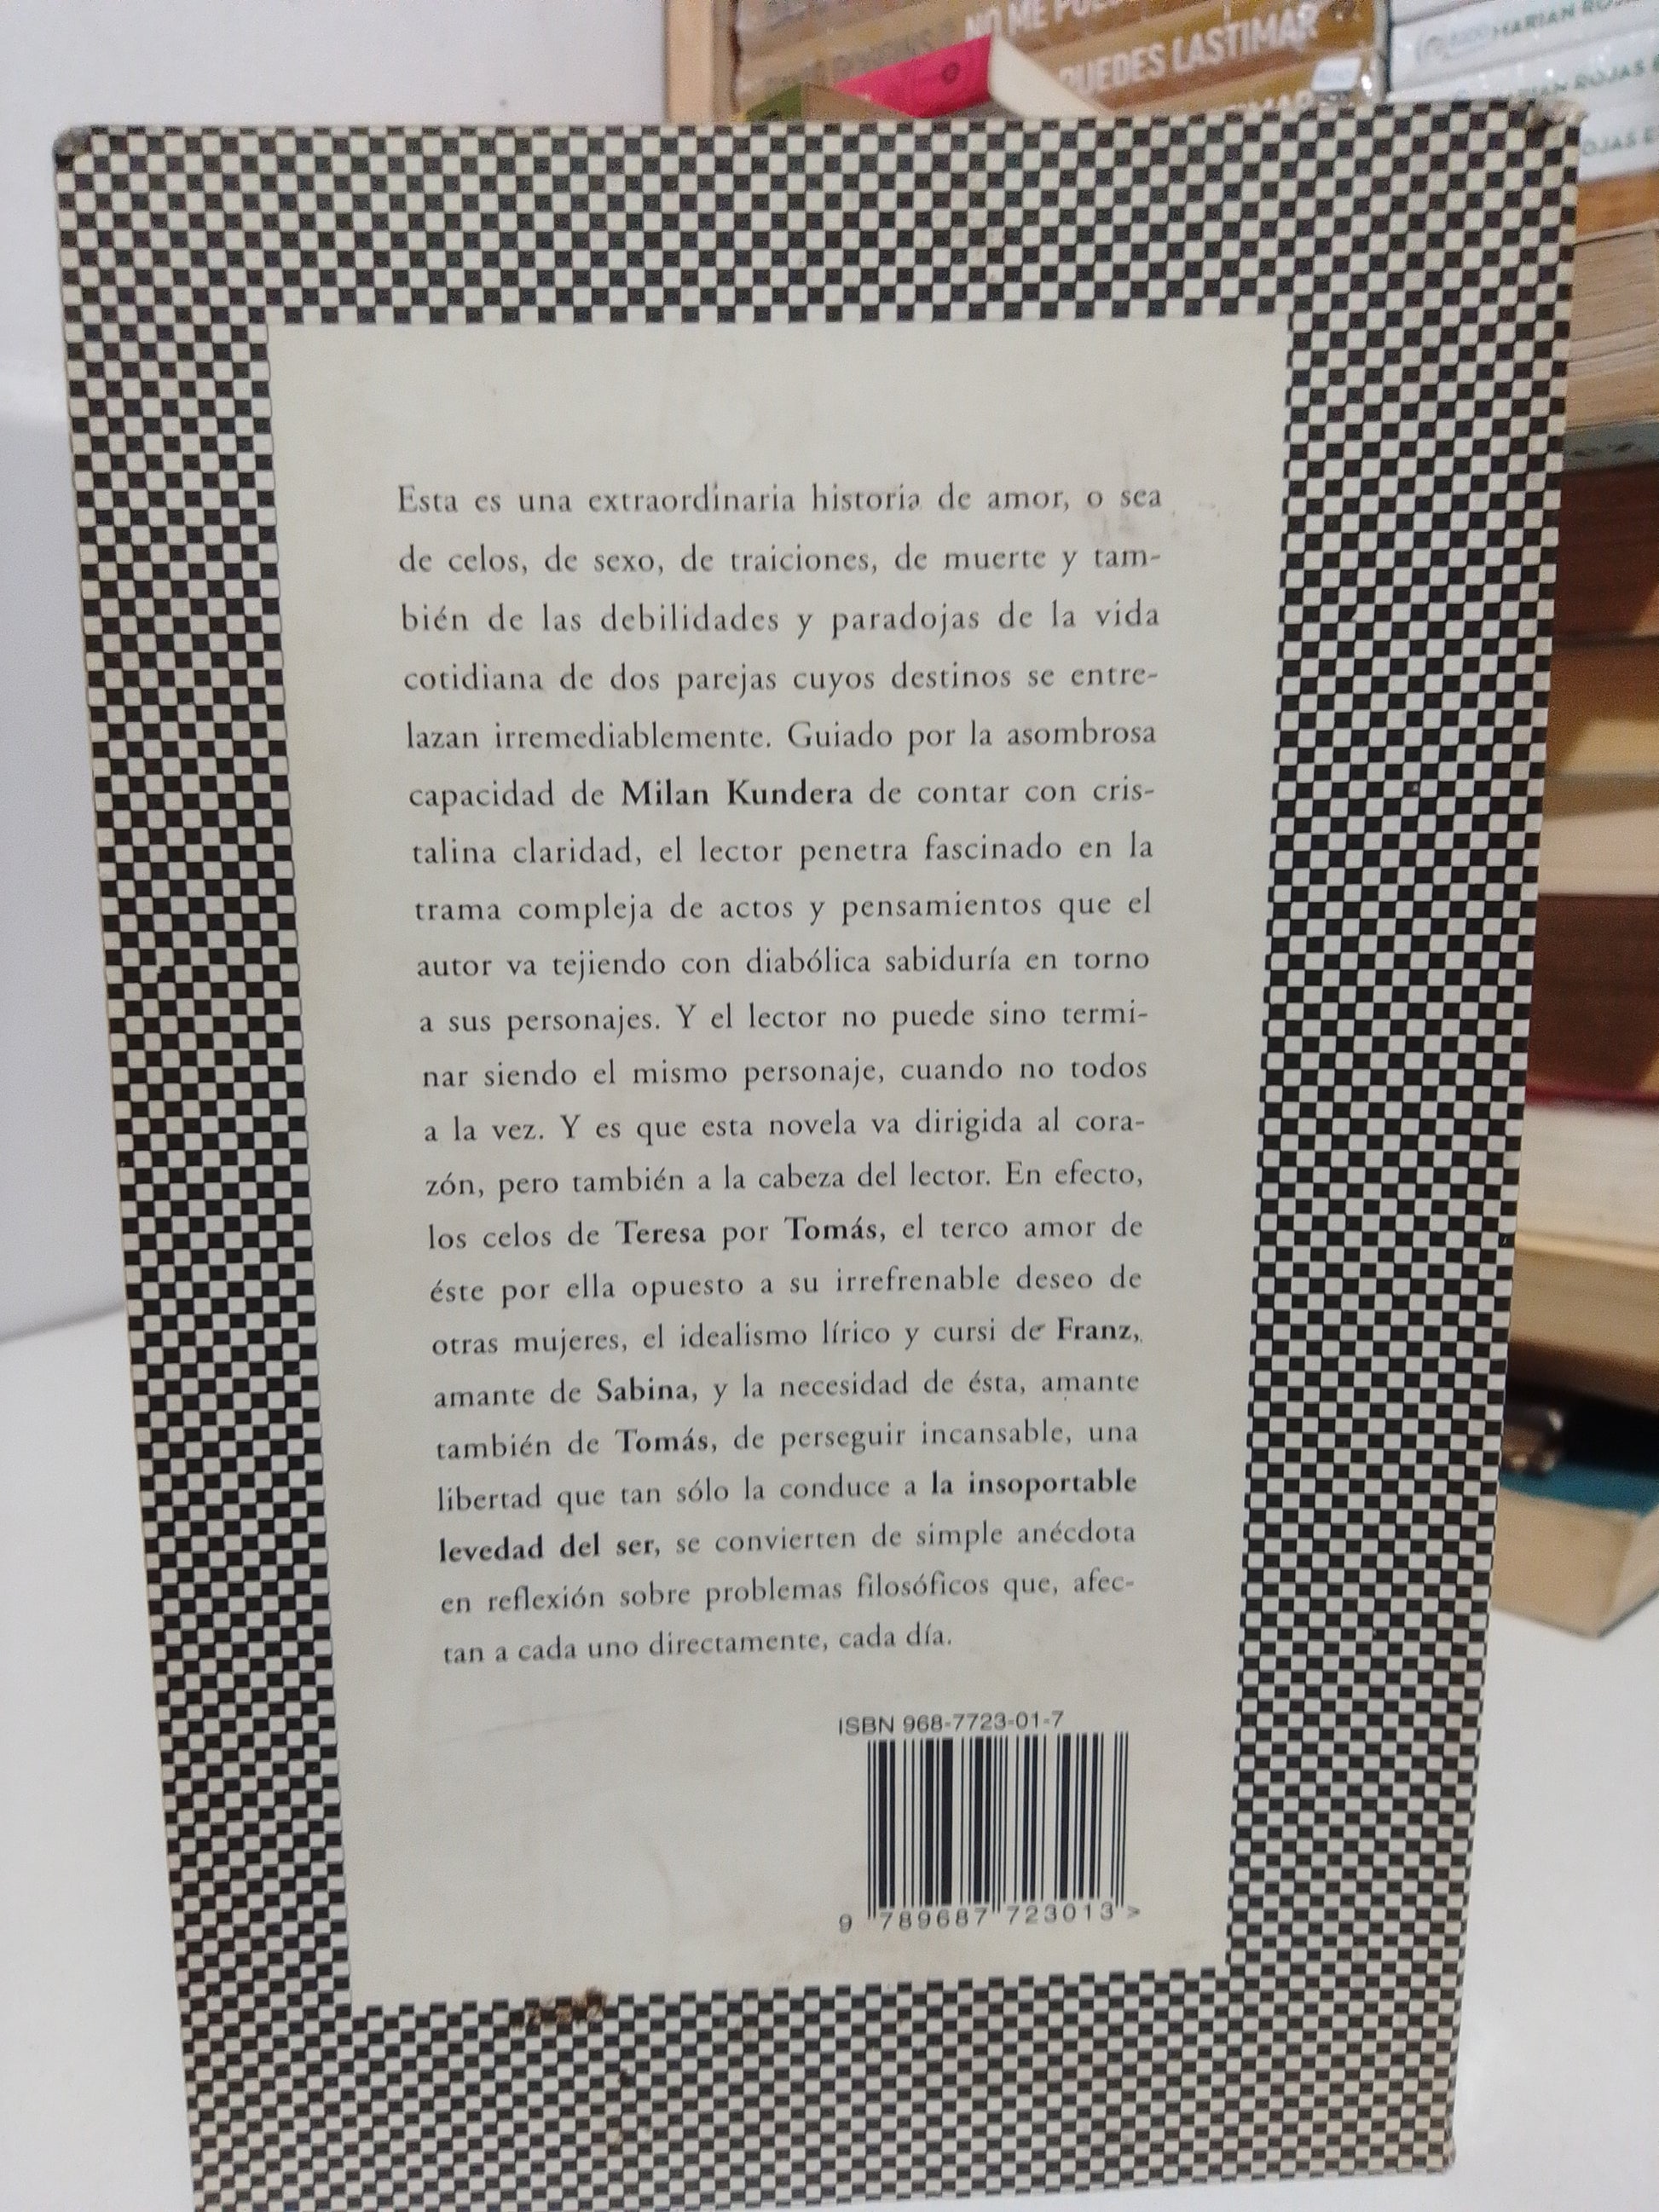 NO ME PUE
PUEDES LASTIMAR
MARIAN ROJAS
MARIAN ROJAS E
OJAS E
Esta es una extraordinaria historia de amor, o sea
de celos, de sexo, de traiciones, de muerte y tam-
bién de las debilidades y paradojas de la vida
cotidiana de dos parejas cuyos destinos se entre-
lazan irremediablemente. Guiado por la asombrosa
capacidad de Milan Kundera de contar con cris-
talina claridad, el lector penetra fascinado en la
trama compleja de actos y pensamientos que el
autor va tejiendo con diabólica sabiduría en torno
a sus personajes. Y el lector no puede sino termi-
nar siendo el mismo personaje, cuando no todos
a la vez. Y es que esta novela va dirigida al cora-
zón, pero también a la cabeza del lector. En efecto,
los celos de Teresa por Tomás, el terco amor de
éste por ella opuesto a su irrefrenable deseo de
otras mujeres, el idealismo lírico y cursi de Franz,
amante de Sabina, y la necesidad de ésta, amante
también de Tomás, de perseguir incansable, una
libertad que tan sólo la conduce a la insoportable
levedad del ser, se convierten de simple anécdota
en reflexión sobre problemas filosóficos que, afec-
tan a cada uno directamente, cada día.
ISBN 968-7723-01-7
9 789687 723013 >